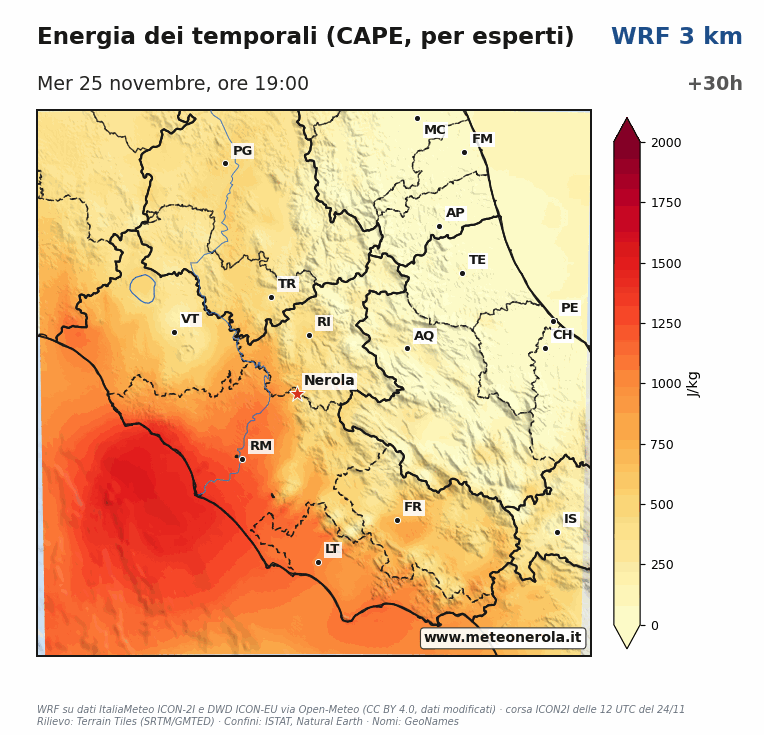 Energia dei temporali (CAPE, per esperti) WRF 3 km
Mer 25 novembre, ore 19:00 +30h
MC
FM
PG
AP
TE
TR
PE
VT
RI
CH
AQ
Nerola
RM
FR
IS
LT
www.meteonerola.it
2000
1750
1500
1250
1000
750
500
250
0
J/kg
WRF su dati ItaliaMeteo ICON-2I e DWD ICON-EU via Open-Meteo (CC BY 4.0, dati modificati) · corsa ICON2I delle 12 UTC del 24/11
Rilievo: Terrain Tiles (SRTM/GMTED) · Confini: ISTAT, Natural Earth · Nomi: GeoNames